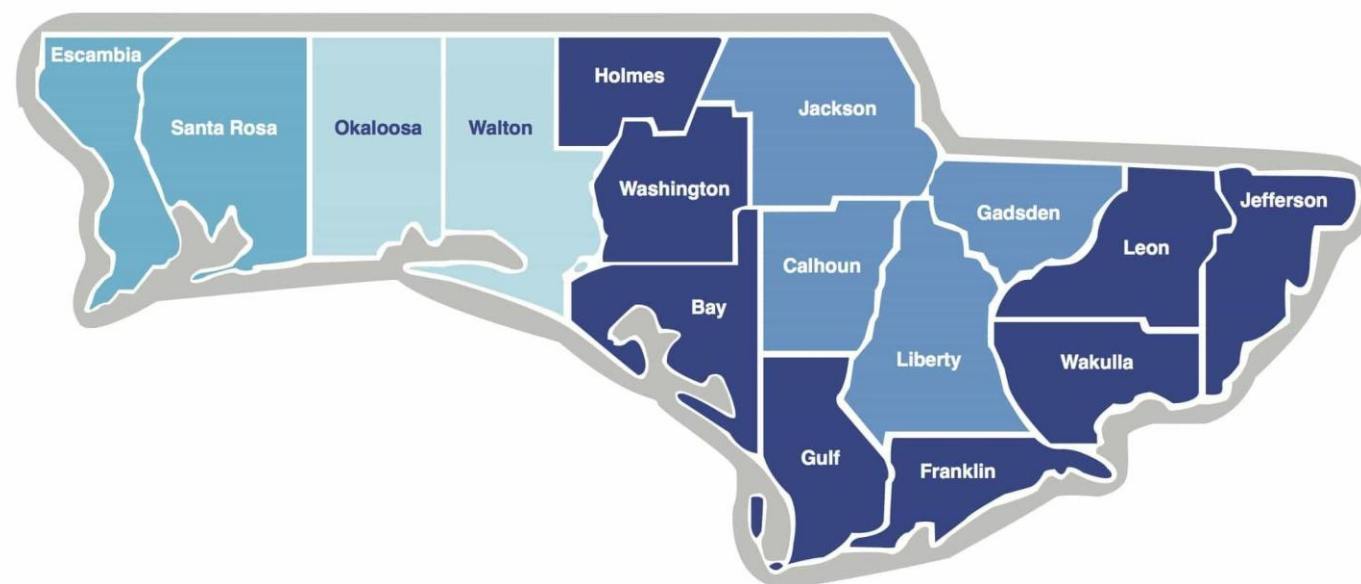 Escambia
Santa Rosa
Okaloosa
Walton
Holmes
Washington
Bay
Jackson
Calhoun
Gulf
Gadsden
Liberty
Franklin
Leon
Wakulla
Jefferson